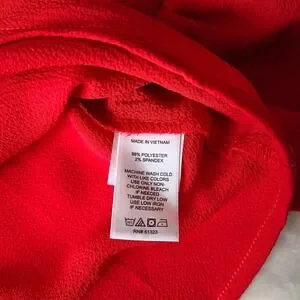 MADE IN VIETNAM
98% POLYESTER
2% SPANDEX
MACHINE WASH COLD
WITH LIKE COLORS
USE ONLY NON-
CHLORINE BLEACH
IF NEEDED
TUMBLE DRY LOW
USE LOW IRON
IF NECESSARY
RN# 61323